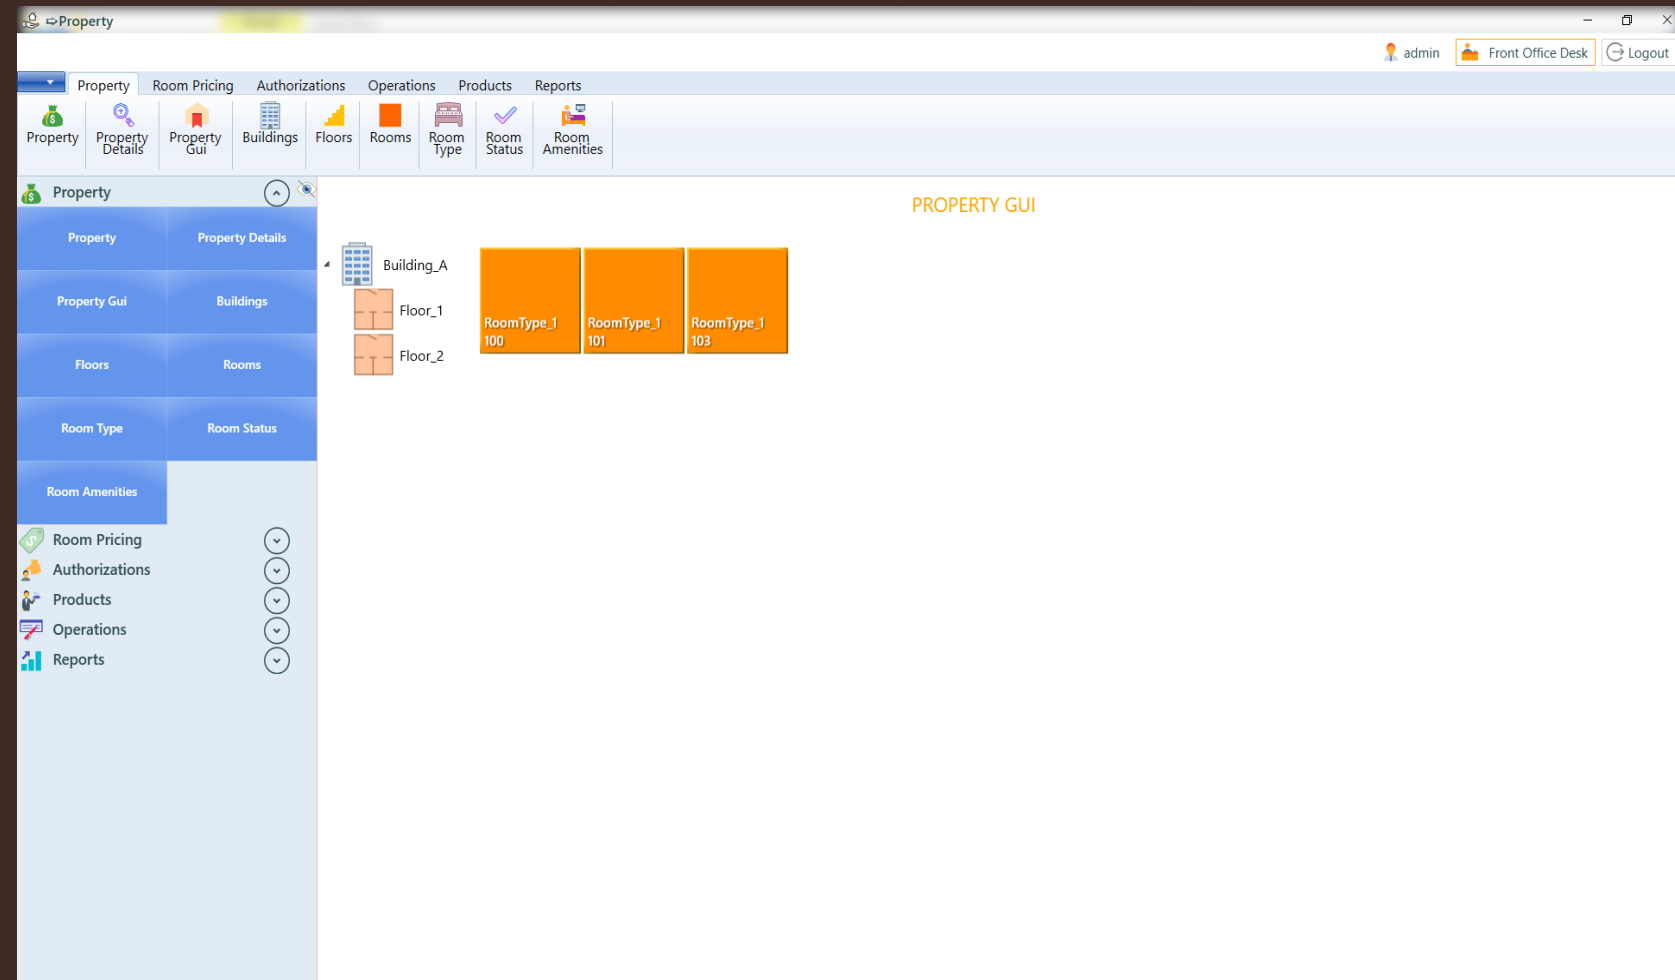 ⇨Property
admin
Front Office Desk
Logout
Property Room Pricing Authorizations Operations Products Reports
Property
Property Details
Property Gui
Buildings
Floors
Rooms
Room Type
Room Status
Room Amenities
Property
Property Property Details
Property Gui Buildings
Floors Rooms
Room Type Room Status
Room Amenities
Room Pricing
Authorizations
Products
Operations
Reports
PROPERTY GUI
Building_A
Floor_1
Floor_2
RoomType_1
100
RoomType_1
101
RoomType_1
103